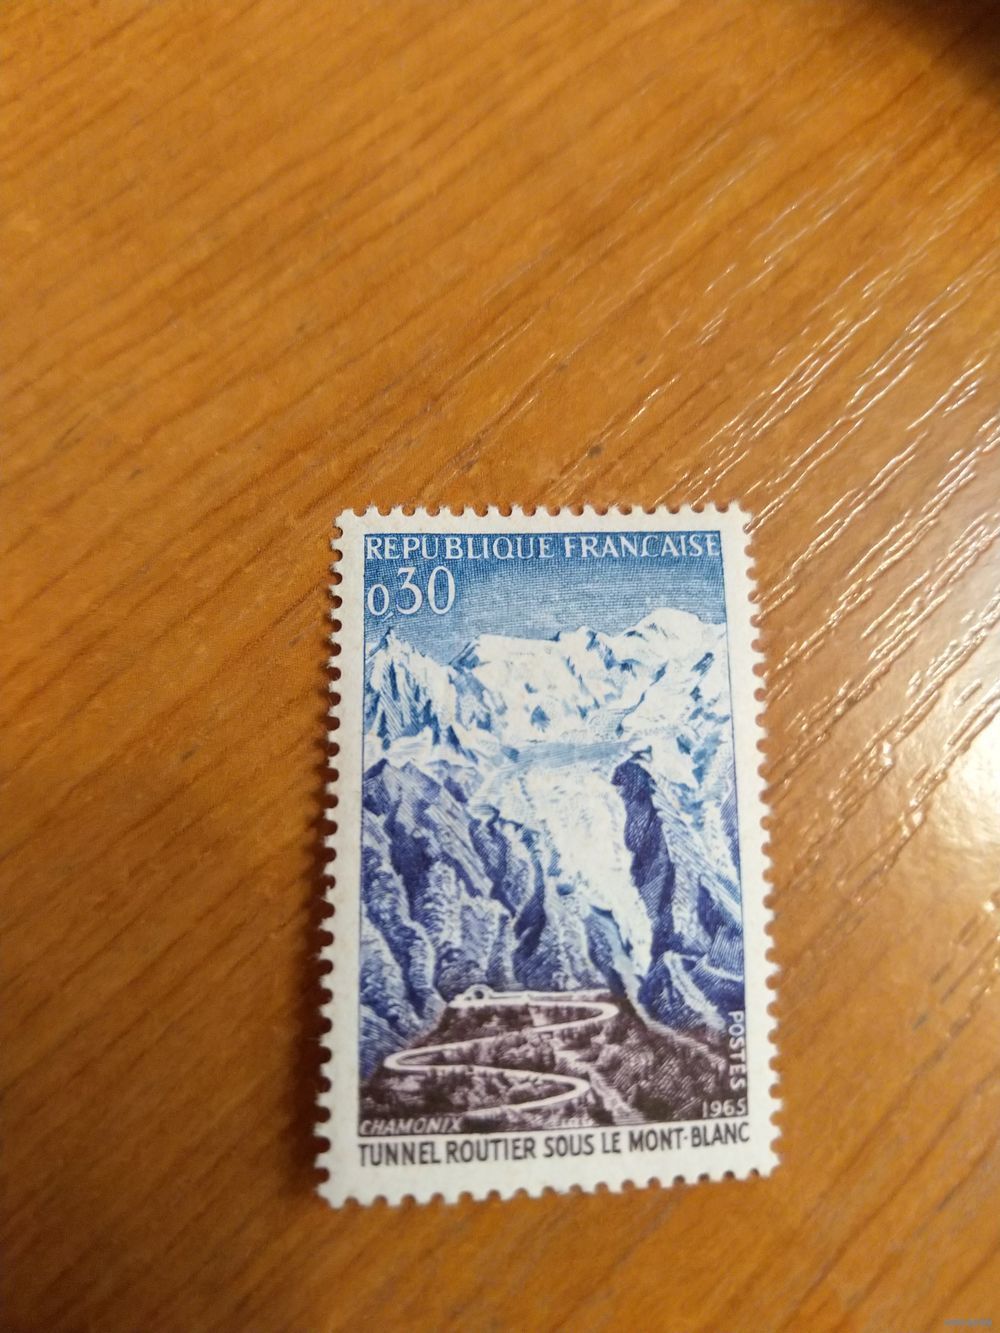 REPUBLIQUE FRANCAISE
0,30
POSTES
1965
CHAMONIX
TUNNEL ROUTIER SOUS LE MONT-BLANC